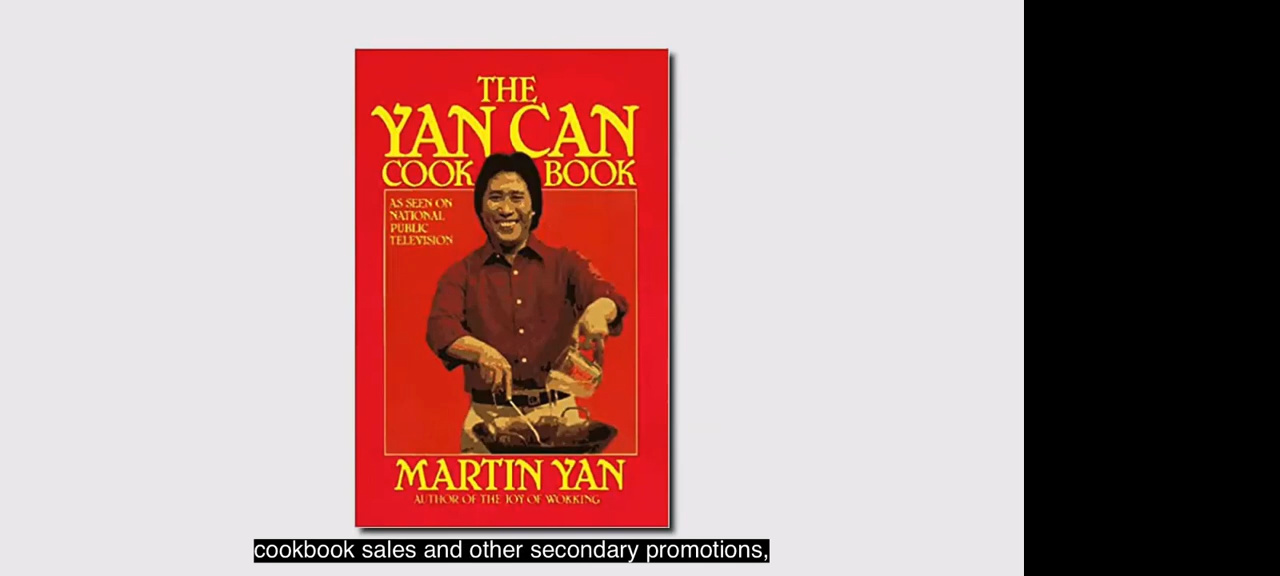 THE
YAN CAN
COOK BOOK
AS SEEN ON
NATIONAL
PUBLIC
TELEVISION
MARTIN YAN
AUTHOR OF THE JOY OF WOKKING
cookbook sales and other secondary promotions,